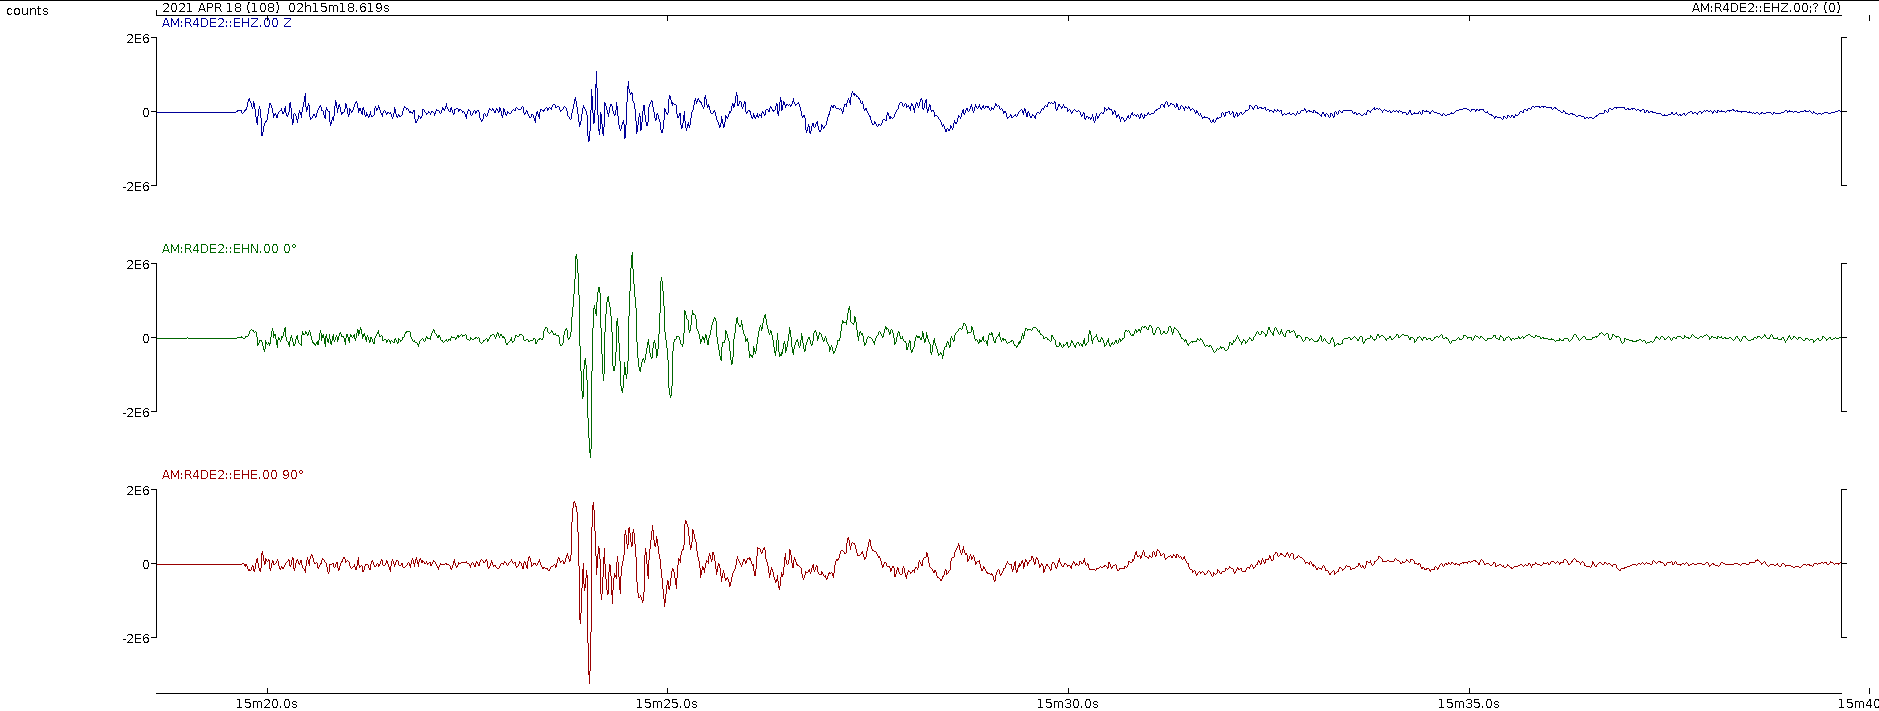 counts
2021 APR 18 (108)  02h15m18.619s
AM:R4DE2::EHZ.00;? (0)
AM:R4DE2::EHZ.00 Z
2E6
0
-2E6
AM:R4DE2::EHN.00 0°
2E6
0
-2E6
AM:R4DE2::EHE.00 90°
2E6
0
-2E6
15m20.0s 15m25.0s 15m30.0s 15m35.0s 15m40